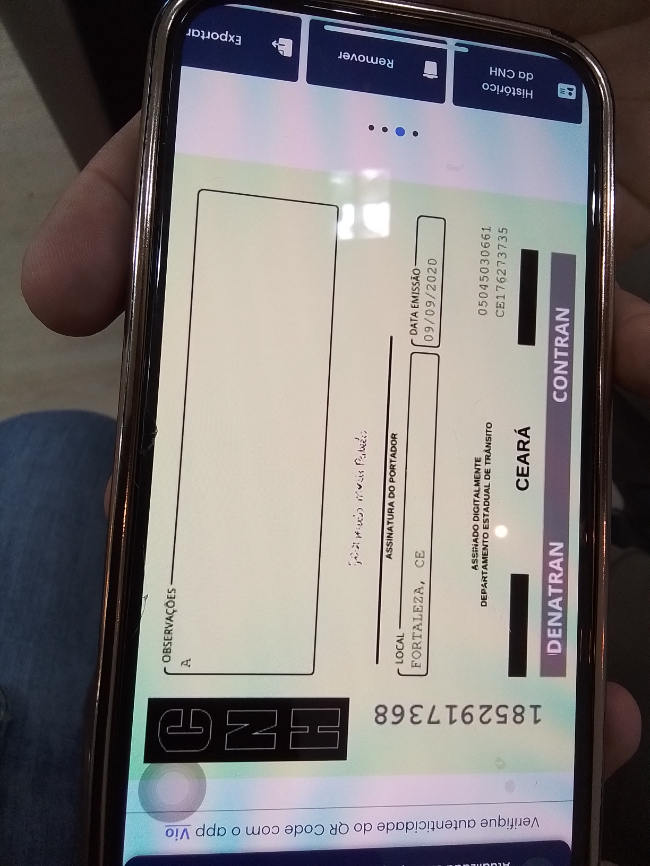 Verifique autenticidade do QR Code com o app Vio
CNH
1852917368
OBSERVAÇÕES
A
ASSINATURA DO PORTADOR
LOCAL
FORTALEZA, CE
DATA EMISSÃO
09/09/2020
ASSINADO DIGITALMENTE
DEPARTAMENTO ESTADUAL DE TRÂNSITO
05045030661
CE176273735
CEARÁ
DENATRAN CONTRAN
Histórico
da CNH
Remover
Exportar